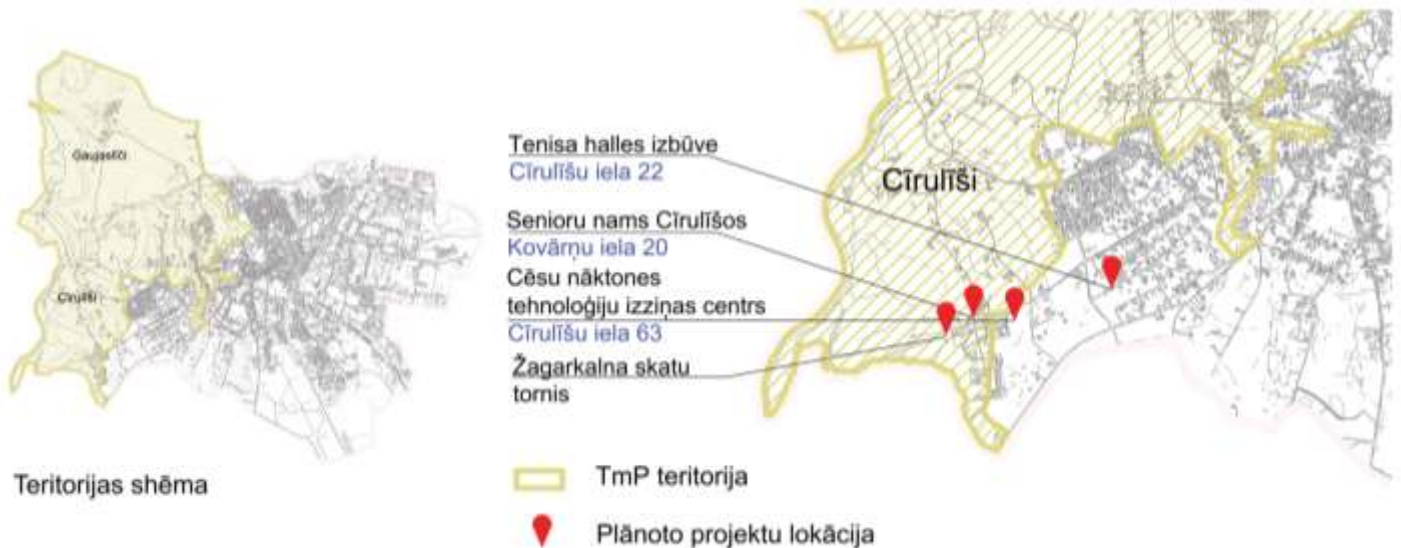 Gaujaslīči
Cīrulīši
Teritorijas shēma
Tenisa halles izbūve
Cīrulīšu iela 22
Senioru nams Cīrulīšos
Kovārņu iela 20
Cēsu nāktones
tehnoloģiju izziņas centrs
Cīrulīšu iela 63
Žagarkalna skatu
tornis
Cīrulīši
TmP teritorija
Plānoto projektu lokācija